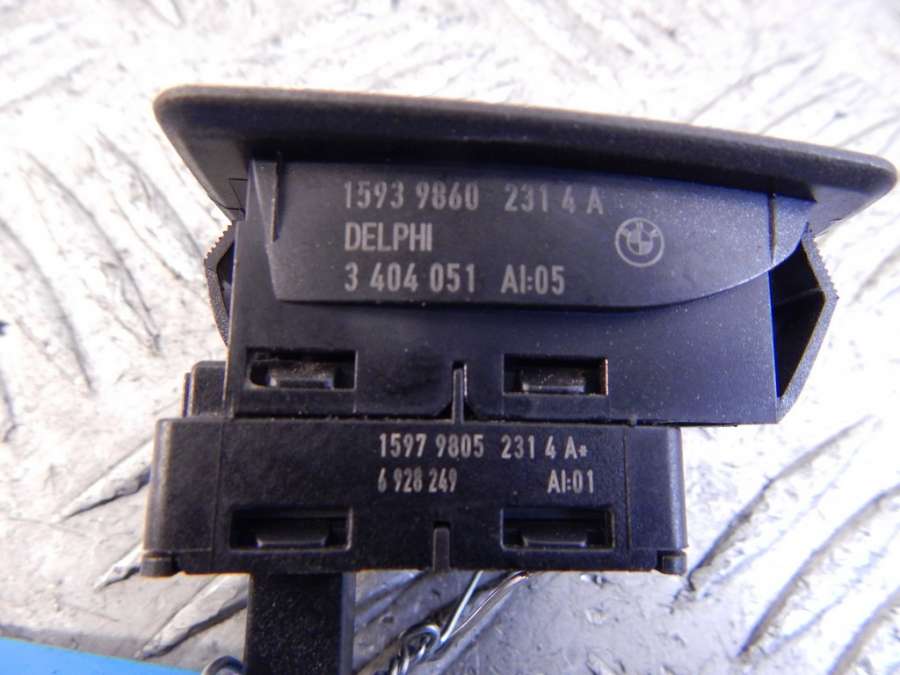 1593 9860 231 4 A
DELPHI
3 404 051 AI:05
1597 9805 231 4 A*
6 928 249 AI:01